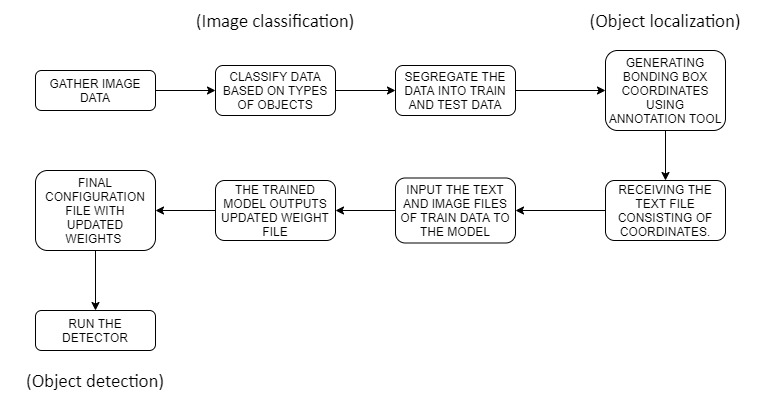 (Image classification)
(Object localization)
GATHER IMAGE
DATA
CLASSIFY DATA
BASED ON TYPES
OF OBJECTS
SEGREGATE THE
DATA INTO TRAIN
AND TEST DATA
GENERATING
BONDING BOX
COORDINATES
USING
ANNOTATION TOOL
RECEIVING THE
TEXT FILE
CONSISTING OF
COORDINATES.
INPUT THE TEXT
AND IMAGE FILES
OF TRAIN DATA TO
THE MODEL
THE TRAINED
MODEL OUTPUTS
UPDATED WEIGHT
FILE
FINAL
CONFIGURATION
FILE WITH
UPDATED
WEIGHTS
RUN THE
DETECTOR
(Object detection)